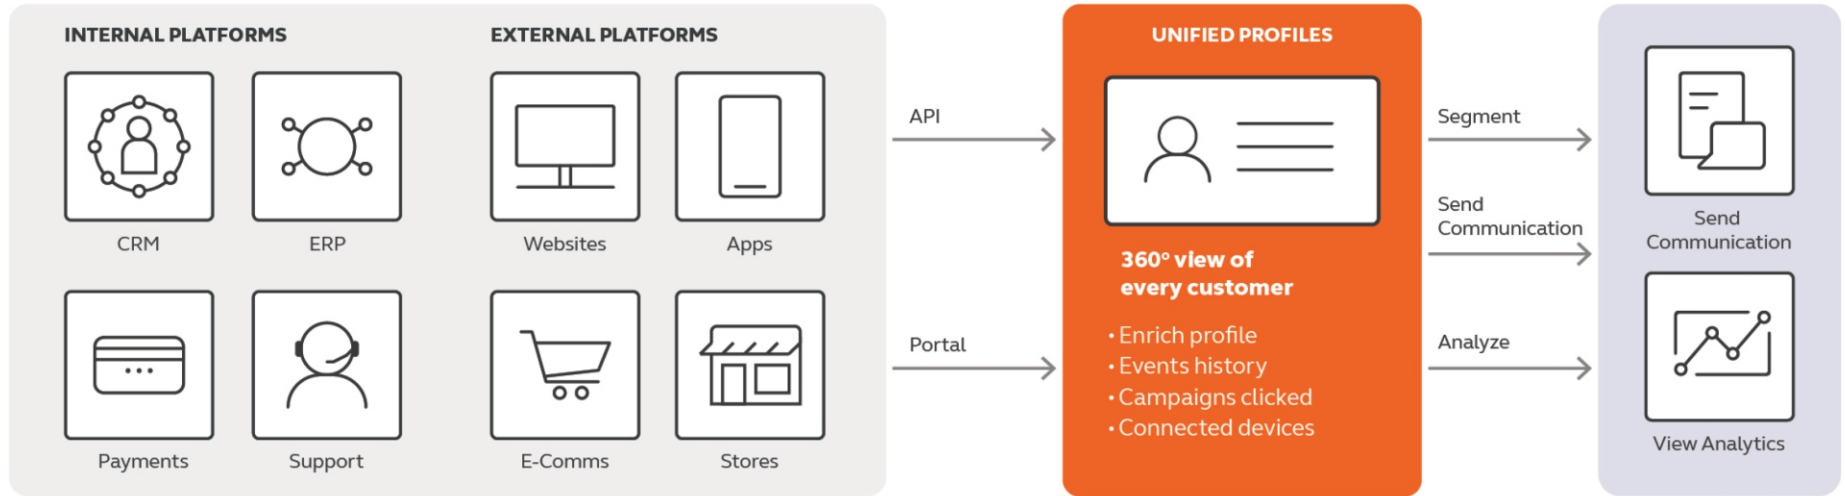 INTERNAL PLATFORMS
CRM
ERP
Payments
Support
EXTERNAL PLATFORMS
Websites
Apps
E-Comms
Stores
API
Portal
UNIFIED PROFILES
360° view of
every customer
• Enrich profile
• Events history
• Campaigns clicked
• Connected devices
Segment
Send
Communication
Analyze
Send
Communication
View Analytics